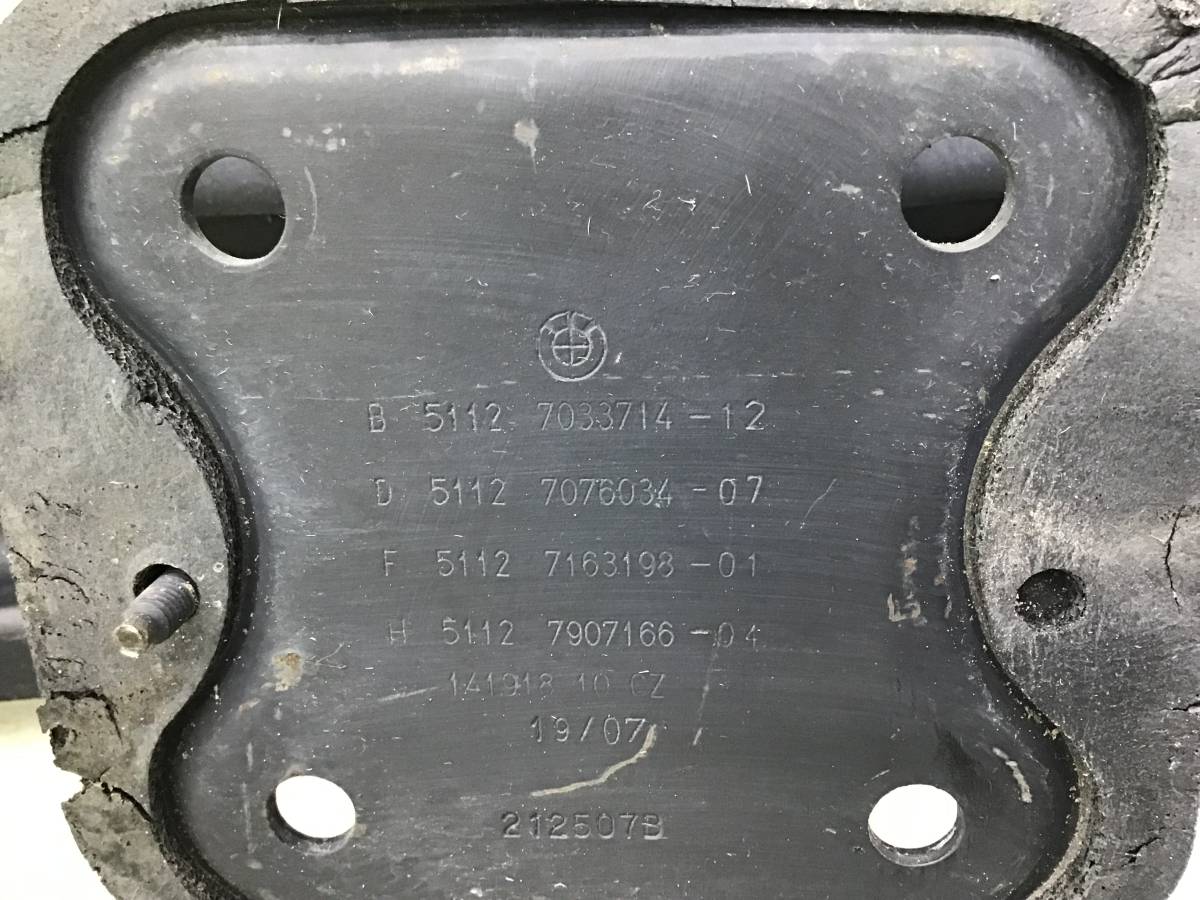 B 5112 7033714-12
D 5112 7076034-07
F 5112 7163198-01
H 5112 7907166-04
141918 10 CZ
19/07
212507B